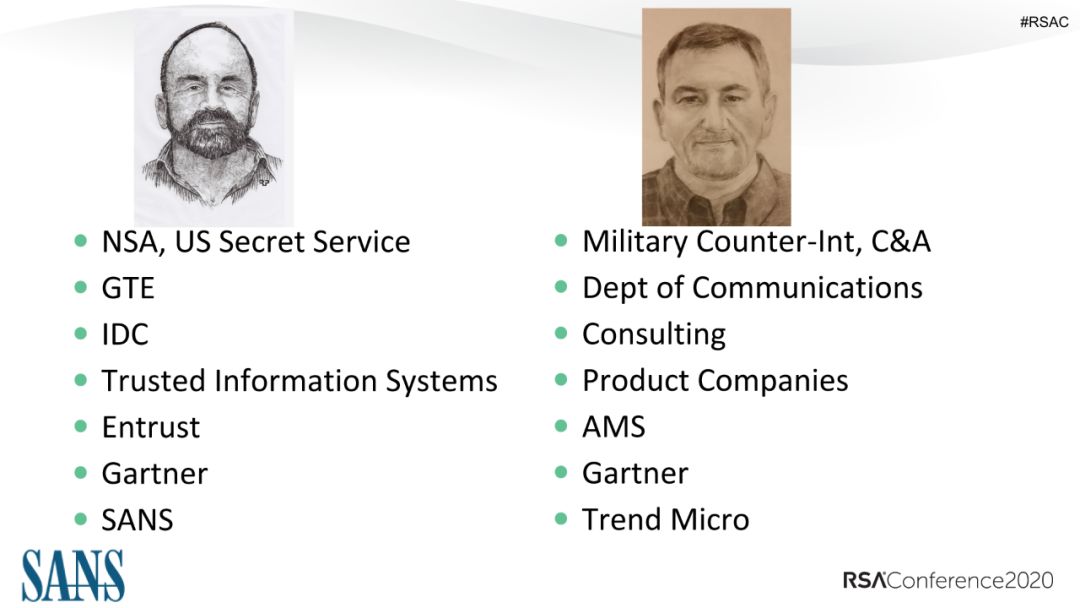 #RSAC
NSA, US Secret Service
GTE
IDC
Trusted Information Systems
Entrust
Gartner
SANS
Military Counter-Int, C&A
Dept of Communications
Consulting
Product Companies
AMS
Gartner
Trend Micro
SANS
RSAConference2020